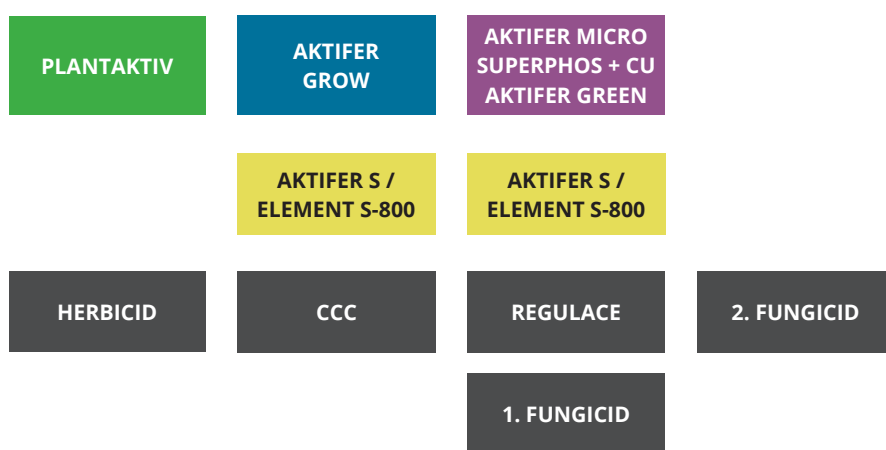 PLANTAKTIV
AKTIFER
GROW
AKTIFER MICRO
SUPERPHOS + CU
AKTIFER GREEN
AKTIFER S /
ELEMENT S-800
AKTIFER S /
ELEMENT S-800
HERBICID
CCC
REGULACE
2. FUNGICID
1. FUNGICID